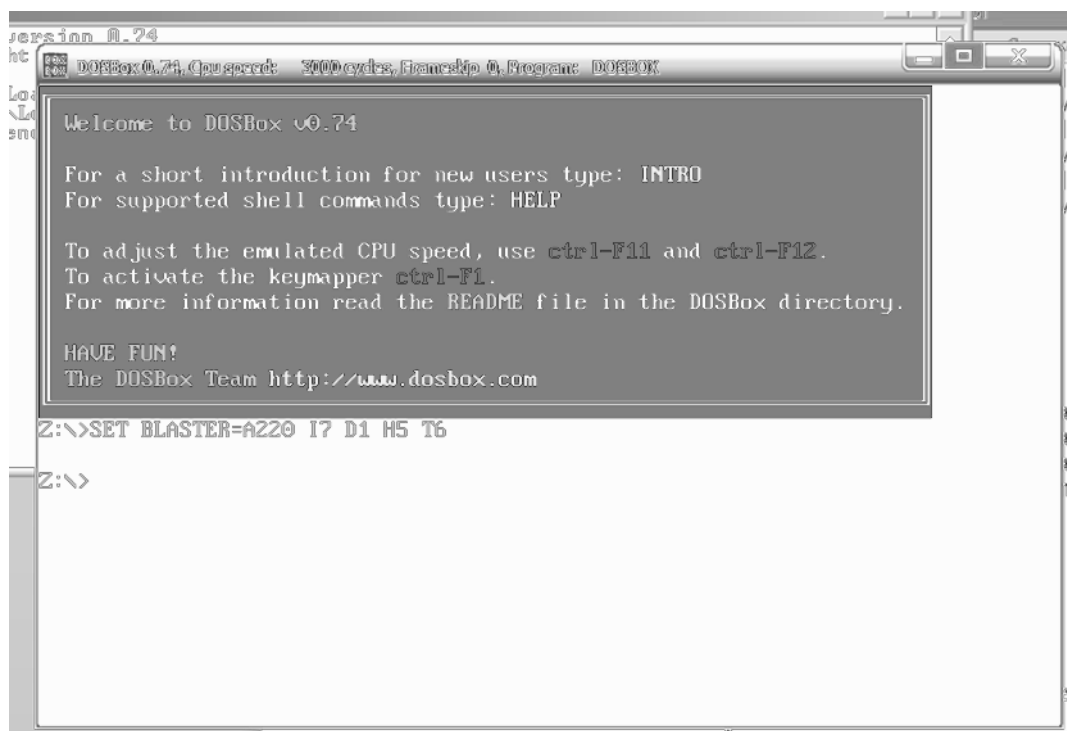 version 0.74
DOSBox 0.74, Cpu speed: 3000 cycles, Frameskip 0, Program: DOSBOX
Welcome to DOSBox v0.74
For a short introduction for new users type: INTRO
For supported shell commands type: HELP
To adjust the emulated CPU speed, use ctrl-F11 and ctrl-F12.
To activate the keymapper ctrl-F1.
For more information read the README file in the DOSBox directory.
HAVE FUN!
The DOSBox Team http://www.dosbox.com
Z:\>SET BLASTER=A220 I7 D1 H5 T6
Z:\>